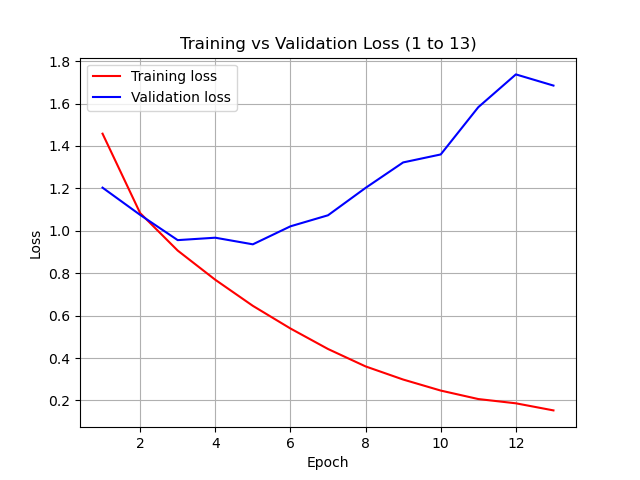 Training vs Validation Loss (1 to 13)
Training loss
Validation loss
1.8
1.6
1.4
1.2
1.0
0.8
0.6
0.4
0.2
Loss
2 4 6 8 10 12
Epoch